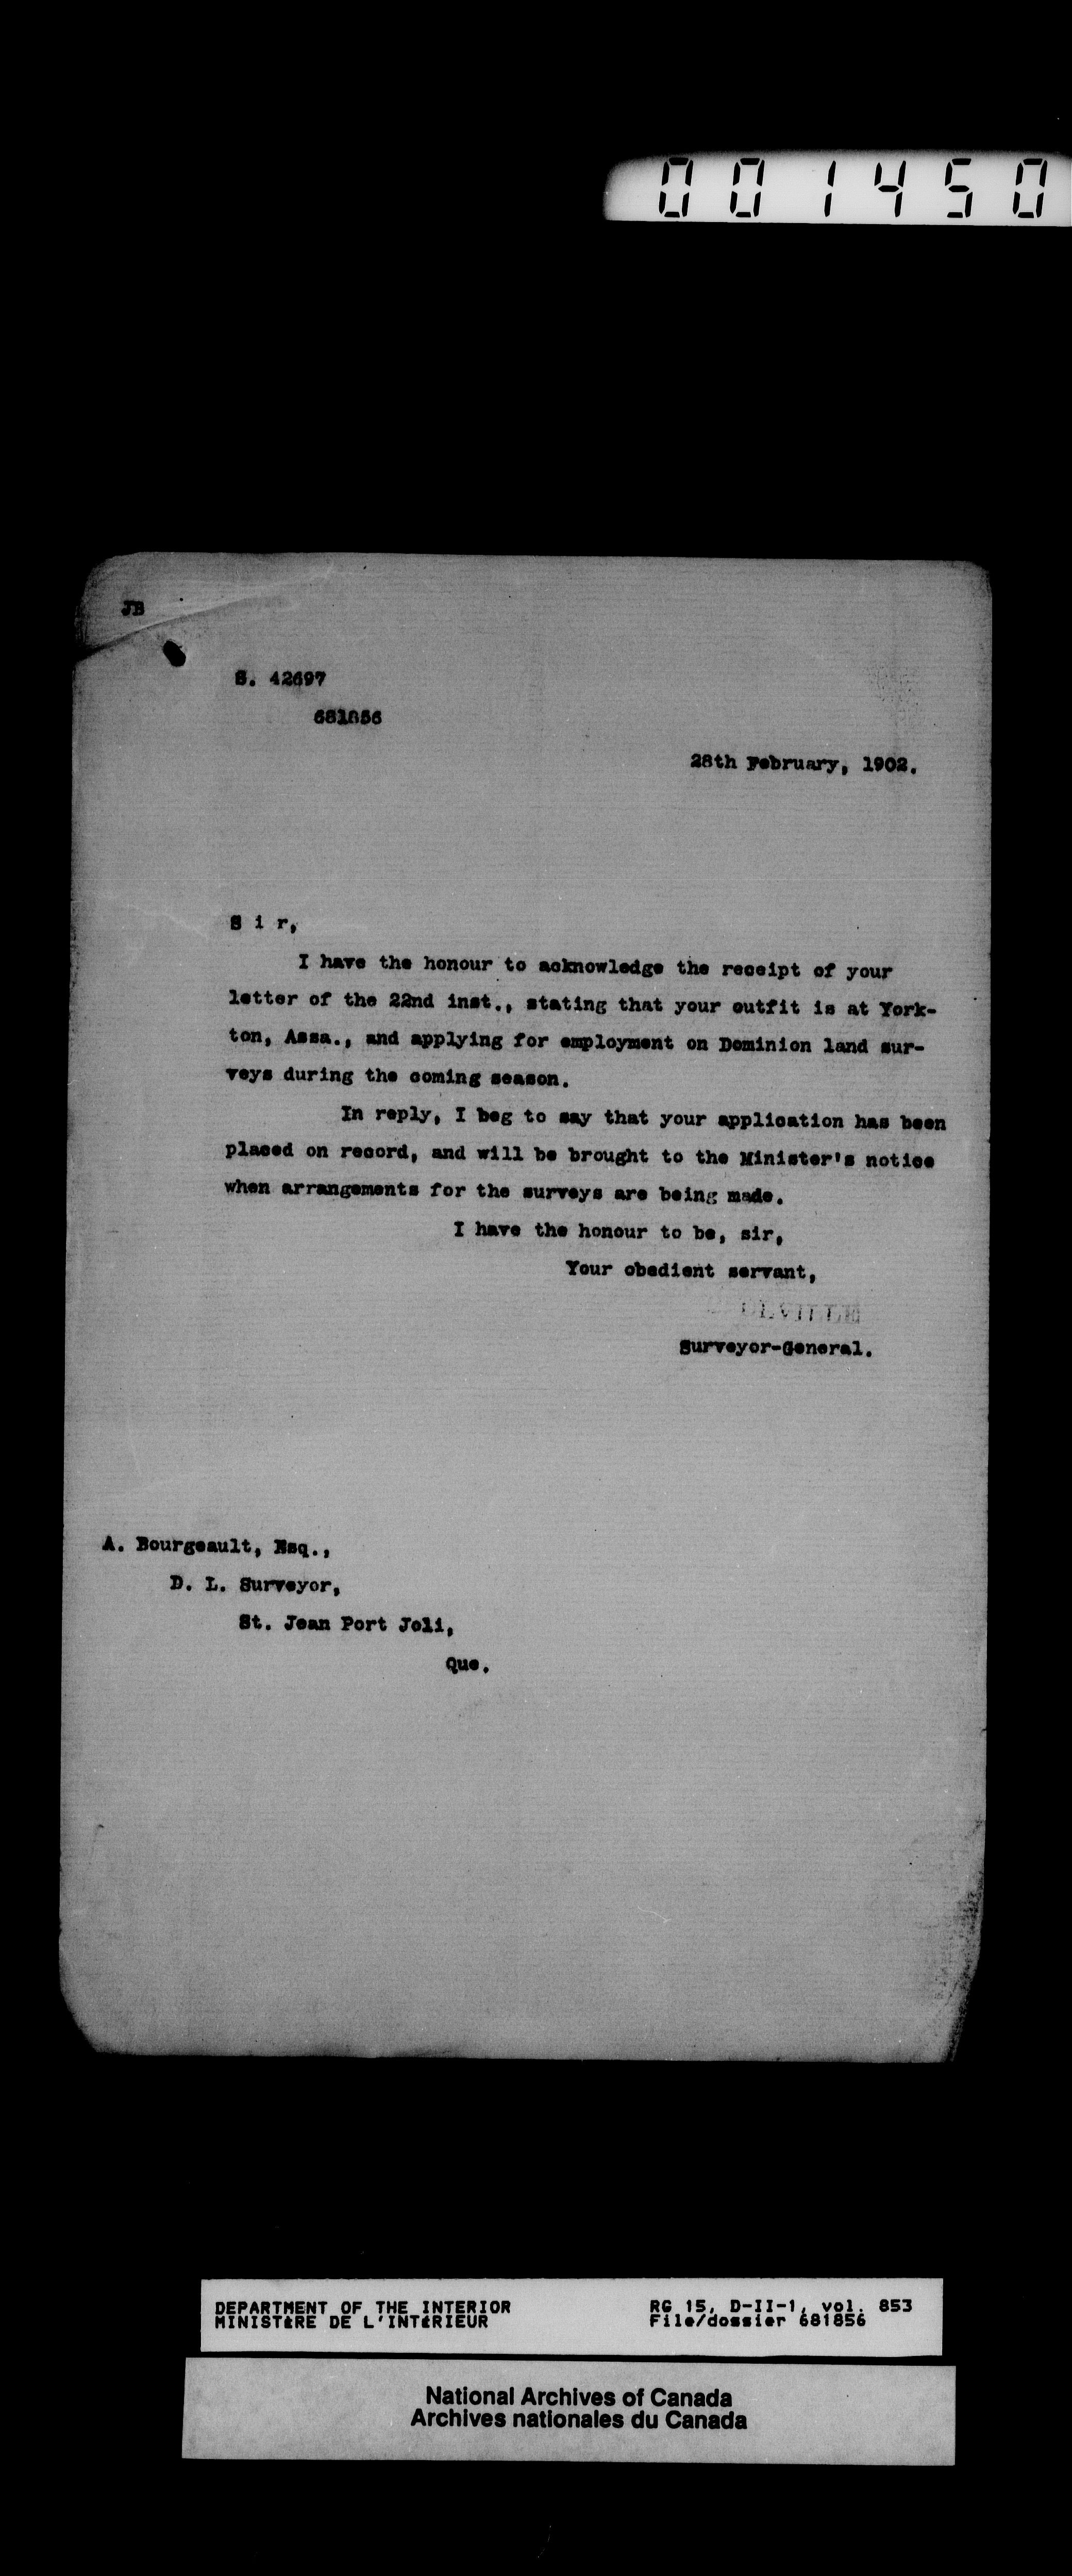 001450
JB
S. 42697
681856
28th February, 1902.
S i r,
I have the honour to acknowledge the receipt of your
letter of the 22nd inst., stating that your outfit is at York-
ton, Assa., and applying for employment on Dominion land sur-
veys during the coming season.
In reply, I beg to say that your application has been
placed on record, and will be brought to the Minister's notice
when arrangements for the surveys are being made.
I have the honour to be, sir,
Your obedient servant,
Surveyor-General.
A. Bourgeault, Esq.,
D. L. Surveyor,
St. Jean Port Joli,
Que.
DEPARTMENT OF THE INTERIOR
MINISTÈRE DE L'INTÉRIEUR
RG 15, D-II-1, vol. 853
File/dossier 681856
National Archives of Canada
Archives nationales du Canada